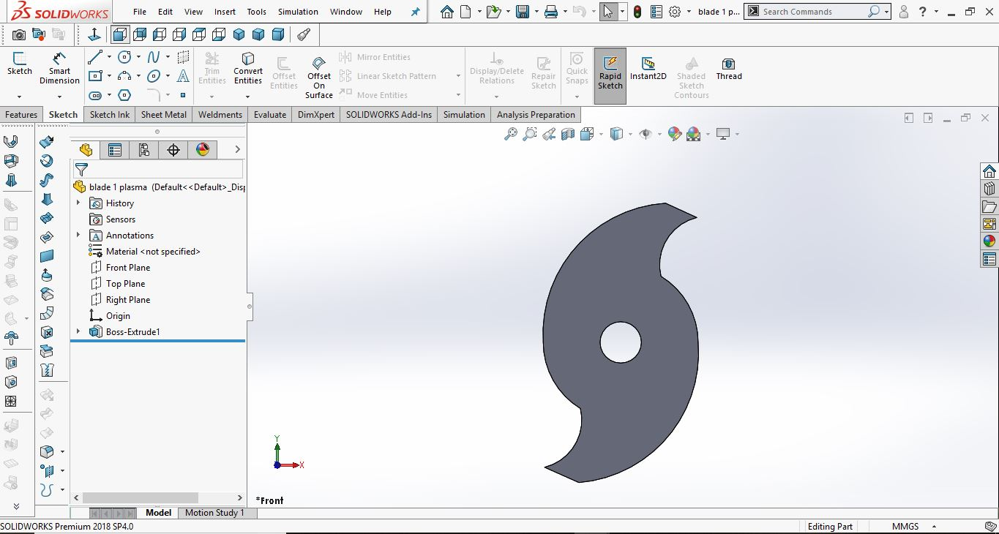 SOLIDWORKS File Edit View Insert Tools Simulation Window Help blade 1 p... Search Commands ?
Sketch Smart Dimension Trim Entities Convert Entities Offset Entities Offset On Surface Mirror Entities Display/Delete Relations Repair Sketch Quick Snaps Rapid Sketch Instant2D Shaded Sketch Contours Thread
Linear Sketch Pattern
Move Entities
Features Sketch Sketch Ink Sheet Metal Weldments Evaluate DimXpert SOLIDWORKS Add-Ins Simulation Analysis Preparation
blade 1 plasma (Default<<Default>_Disp
History
Sensors
Annotations
Material <not specified>
Front Plane
Top Plane
Right Plane
Origin
Boss-Extrude1
Y
X
*Front
Model Motion Study 1
SOLIDWORKS Premium 2018 SP4.0 Editing Part MMGS